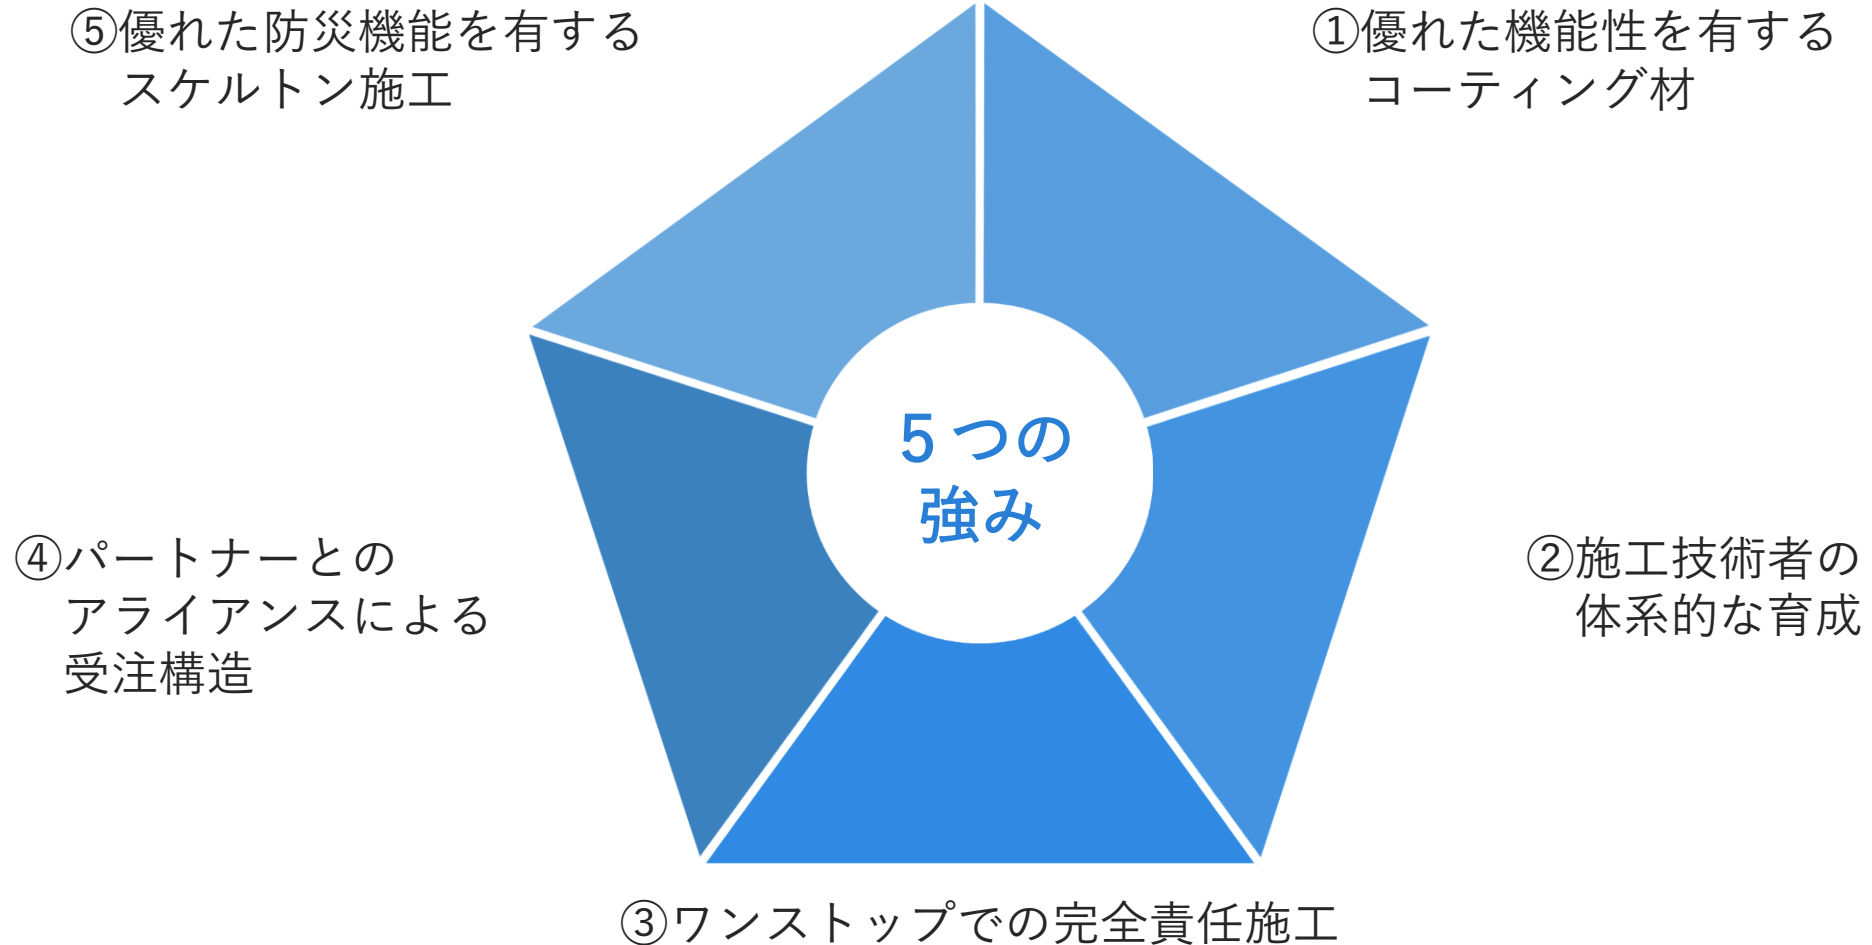 ⑤優れた防災機能を有する
スケルトン施工
①優れた機能性を有する
コーティング材
５つの
強み
④パートナーとの
アライアンスによる
受注構造
②施工技術者の
体系的な育成
③ワンストップでの完全責任施工